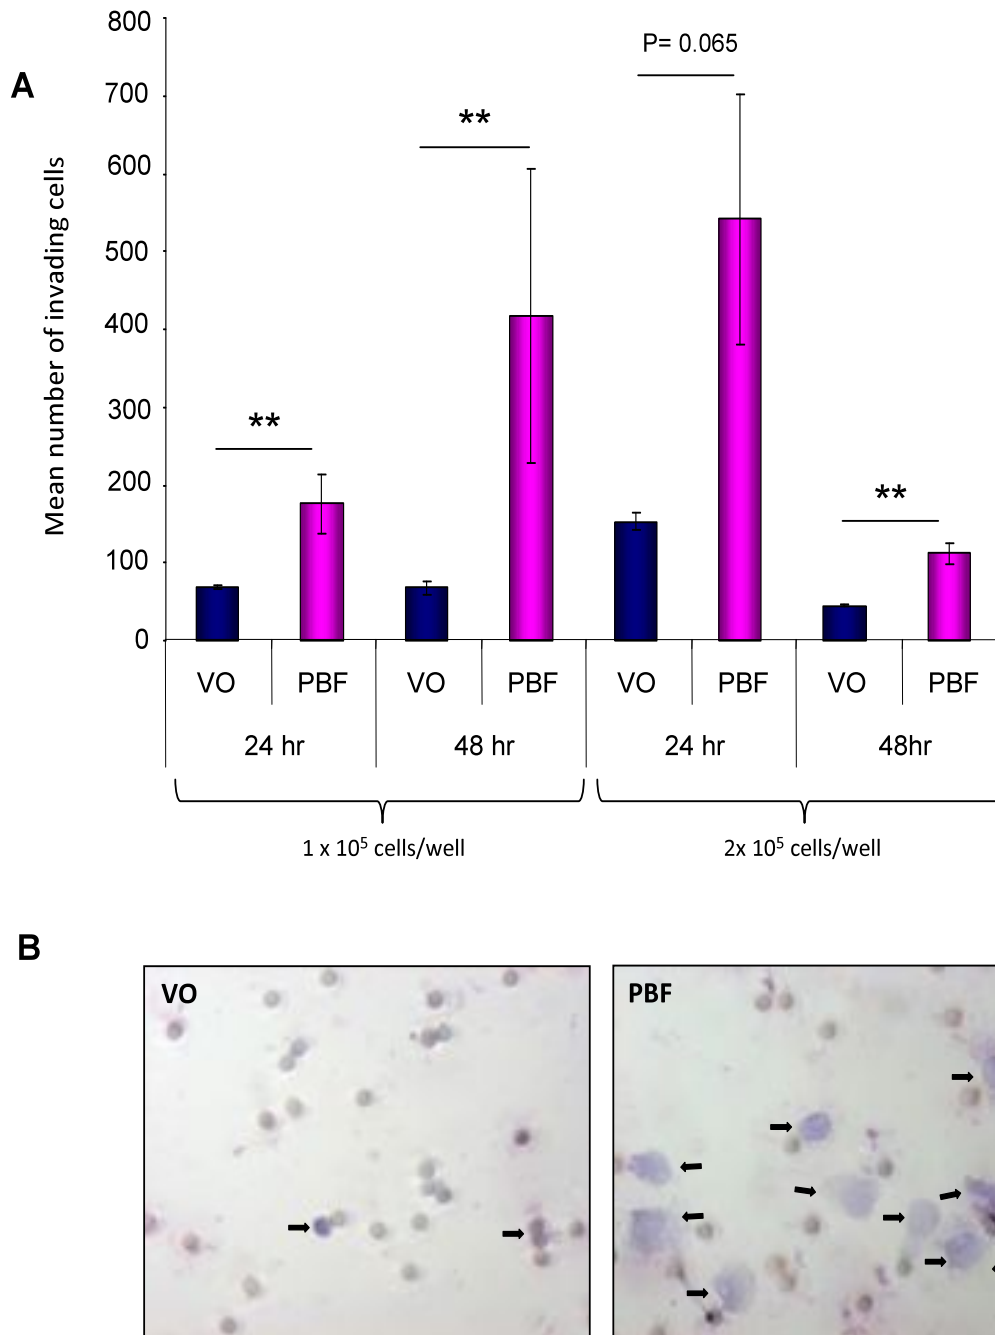 A
Mean number of invading cells
800
700
600
500
400
300
200
100
0
**
**
P= 0.065
**
VO PBF VO PBF VO PBF VO PBF
24 hr 48 hr 24 hr 48hr
1 x 10⁵ cells/well 2x 10⁵ cells/well
B
VO PBF